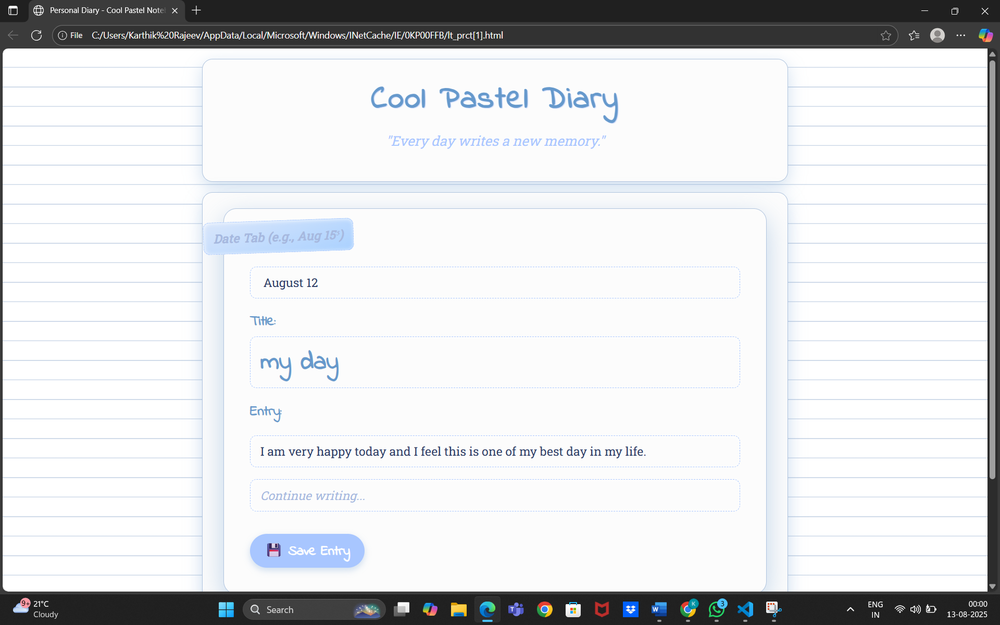 Personal Diary - Cool Pastel Note
File C:/Users/Karthik%20Rajeev/AppData/Local/Microsoft/Windows/INetCache/IE/0KP00FFB/lt_prct[1].html
Cool Pastel Diary
"Every day writes a new memory."
Date Tab (e.g., Aug 15ˢ)
August 12
Title:
my day
Entry:
I am very happy today and I feel this is one of my best day in my life.
Continue writing...
💾 Save Entry
9+ 21°C
Cloudy
Search
K
3
ENG
IN
00:00
13-08-2025